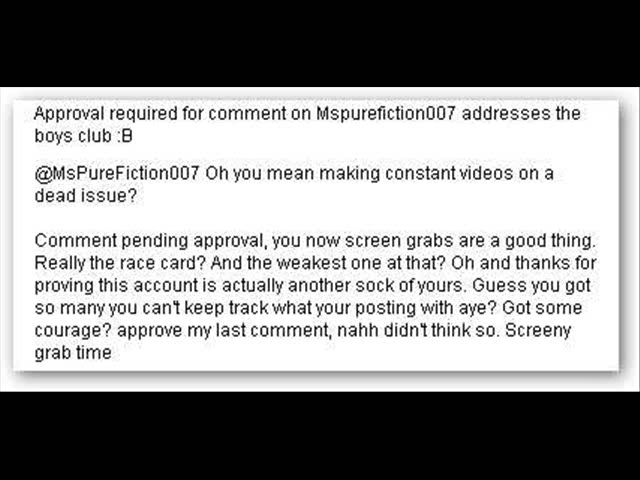 Approval required for comment on Mspurefiction007 addresses the
boys club :B
@MsPureFiction007 Oh you mean making constant videos on a
dead issue?
Comment pending approval, you now screen grabs are a good thing.
Really the race card? And the weakest one at that? Oh and thanks for
proving this account is actually another sock of yours. Guess you got
so many you can't keep track what your posting with aye? Got some
courage? approve my last comment, nahh didn't think so. Screeny
grab time